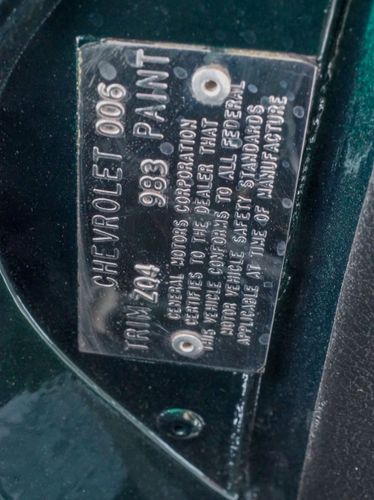 CHEVROLET 006
TRIM ZQ4 983 PAINT
GENERAL MOTORS CORPORATION
CERTIFIES TO THE DEALER THAT
THIS VEHICLE CONFORMS TO ALL FEDERAL
MOTOR VEHICLE SAFETY STANDARDS
APPLICABLE AT TIME OF MANUFACTURE